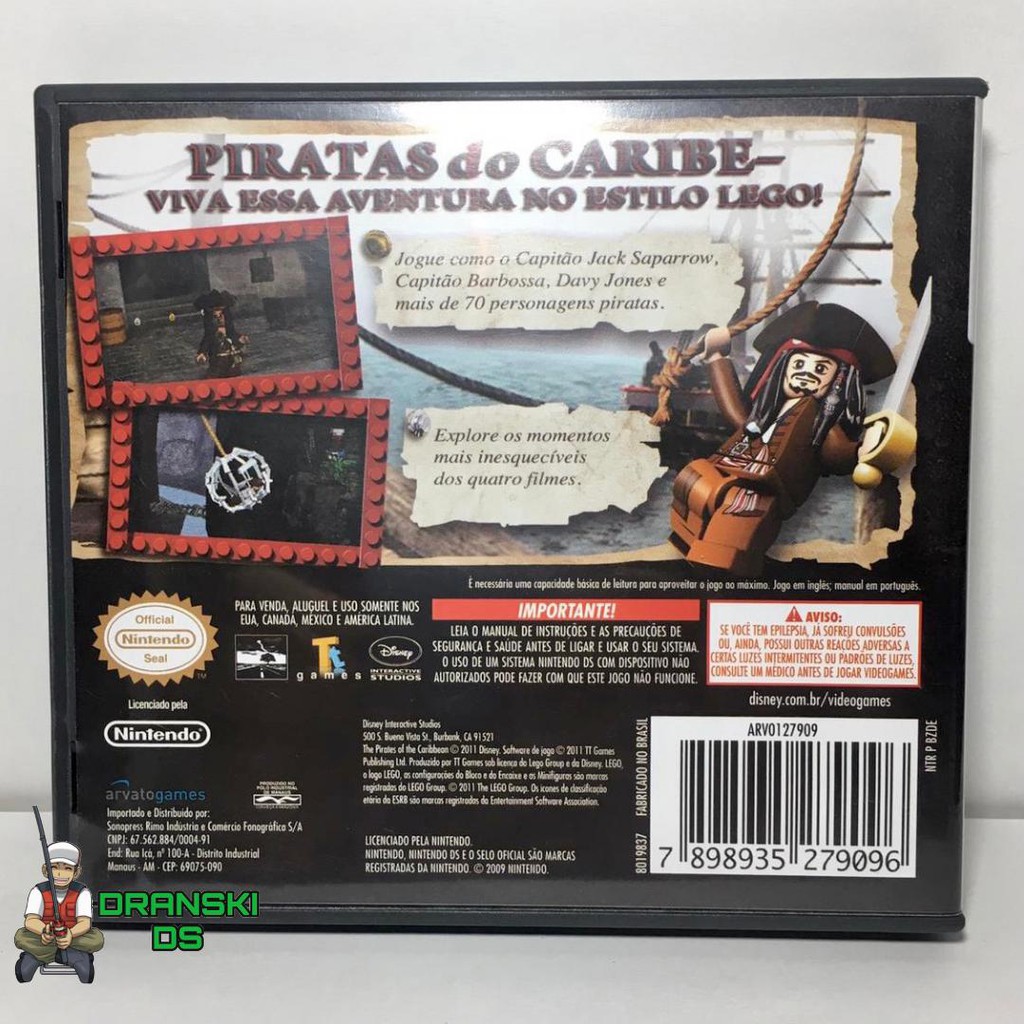 PIRATAS do CARIBE–
VIVA ESSA AVENTURA NO ESTILO LEGO!
Jogue como o Capitão Jack Saparrow,
Capitão Barbossa, Davy Jones e
mais de 70 personagens piratas.
Explore os momentos
mais inesquecíveis
dos quatro filmes.
É necessária uma capacidade básica de leitura para aproveitar o jogo ao máximo. Jogo em inglês; manual em português.
Official
Nintendo
Seal
TM
PARA VENDA, ALUGUEL E USO SOMENTE NOS
EUA, CANADÁ, MÉXICO E AMÉRICA LATINA.
Tt
games
Disney
INTERACTIVE
STUDIOS
IMPORTANTE!
LEIA O MANUAL DE INSTRUÇÕES E AS PRECAUÇÕES DE
SEGURANÇA E SAÚDE ANTES DE LIGAR E USAR O SEU SISTEMA.
O USO DE UM SISTEMA NINTENDO DS COM DISPOSITIVO NÃO
AUTORIZADOS PODE FAZER COM QUE ESTE JOGO NÃO FUNCIONE.
AVISO:
SE VOCÊ TEM EPILEPSIA, JÁ SOFREU CONVULSÕES
OU, AINDA, POSSUI OUTRAS REAÇÕES ADVERSAS A
CERTAS LUZES INTERMITENTES OU PADRÕES DE LUZES,
CONSULTE UM MÉDICO ANTES DE JOGAR VIDEOGAMES.
disney.com.br/videogames
Licenciado pela
Nintendo
Disney Interactive Studios
500 S. Buena Vista St., Burbank, CA 91521
The Pirates of the Caribbean © 2011 Disney. Software de jogo © 2011 TT Games
Publishing Ltd. Produzido por TT Games sob licença do Lego Group e da Disney. LEGO,
o logo LEGO, as configurações do Bloco e do Encaixe e as Minifiguras são marcas
registradas do LEGO Group. © 2011 The LEGO Group. Os ícones de classificação
etária da ESRB são marcas registradas da Entertainment Software Association.
arvatogames
PRODUZIDO NO
PÓLO INDUSTRIAL
DE MANAUS
Importado e Distribuído por:
Sonopress Rimo Indústria e Comércio Fonográfica S/A
CNPJ: 67.562.884/0004-91
End: Rua Icá, nº 100-A - Distrito Industrial
Manaus - AM - CEP: 69075-090
LICENCIADO PELA NINTENDO.
NINTENDO, NINTENDO DS E O SELO OFICIAL SÃO MARCAS
REGISTRADAS DA NINTENDO. © 2009 NINTENDO.
8019837 FABRICADO NO BRASIL
ARV0127909
7 898935 279096
NTR P BZDE
DRANSKI
DS